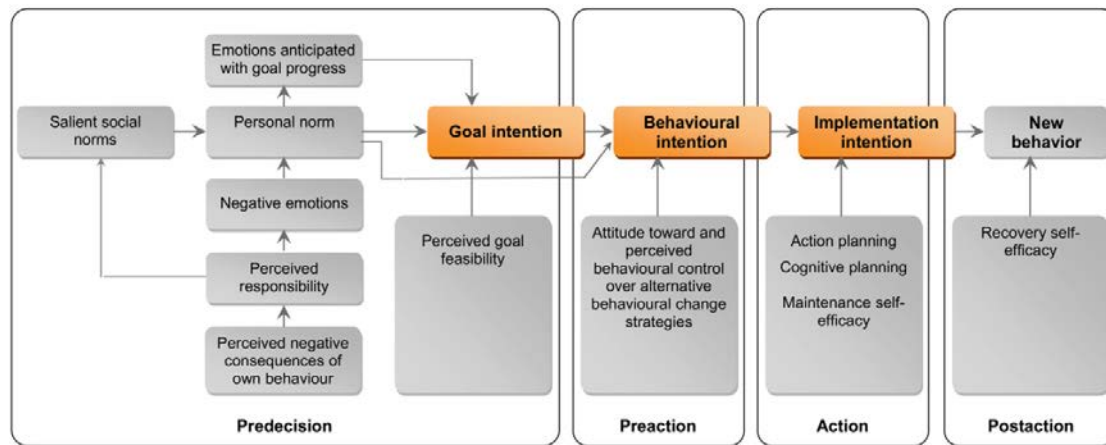 Emotions anticipated
with goal progress
Salient social
norms
Personal norm
Goal intention
Behavioural
intention
Implementation
intention
New
behavior
Negative emotions
Perceived
responsibility
Perceived negative
consequences of
own behaviour
Perceived goal
feasibility
Attitude toward and
perceived
behavioural control
over alternative
behavioural change
strategies
Action planning
Cognitive planning
Maintenance self-
efficacy
Recovery self-
efficacy
Predecision
Preaction
Action
Postaction